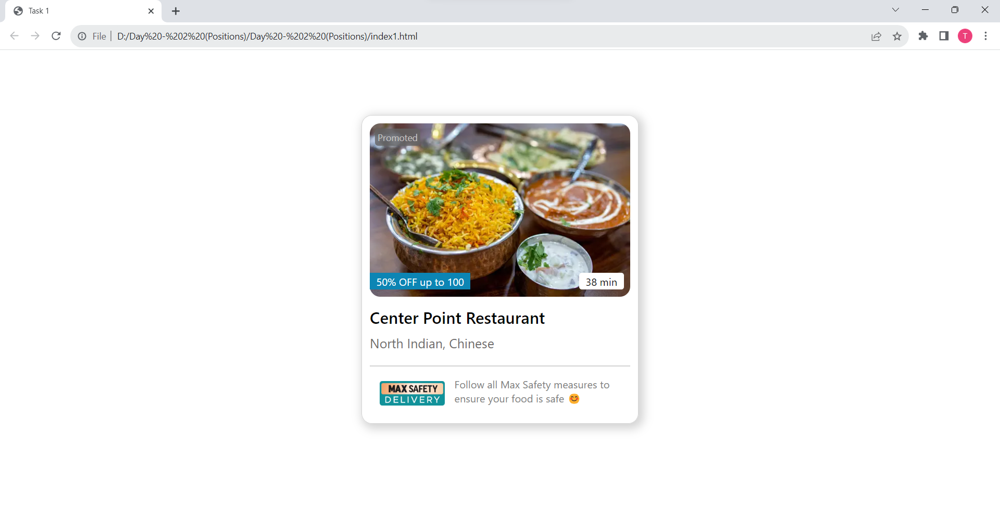 Task 1
File
D:/Day%20-%202%20(Positions)/Day%20-%202%20(Positions)/index1.html
T
Promoted
50% OFF up to 100
38 min
Center Point Restaurant
North Indian, Chinese
MAX SAFETY
DELIVERY
Follow all Max Safety measures to
ensure your food is safe 😊